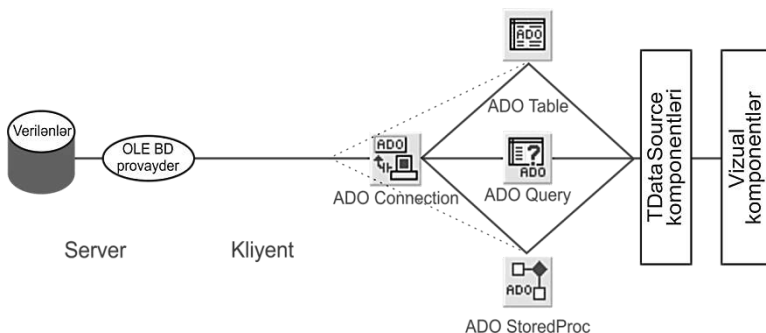 Verilənlər
OLE BD
provayder
Server
Kliyent
ADO
ADO Connection
ADO
ADO Table
ADO
ADO Query
ADO
ADO StoredProc
TDataSource
komponentləri
Vizual
komponentlər